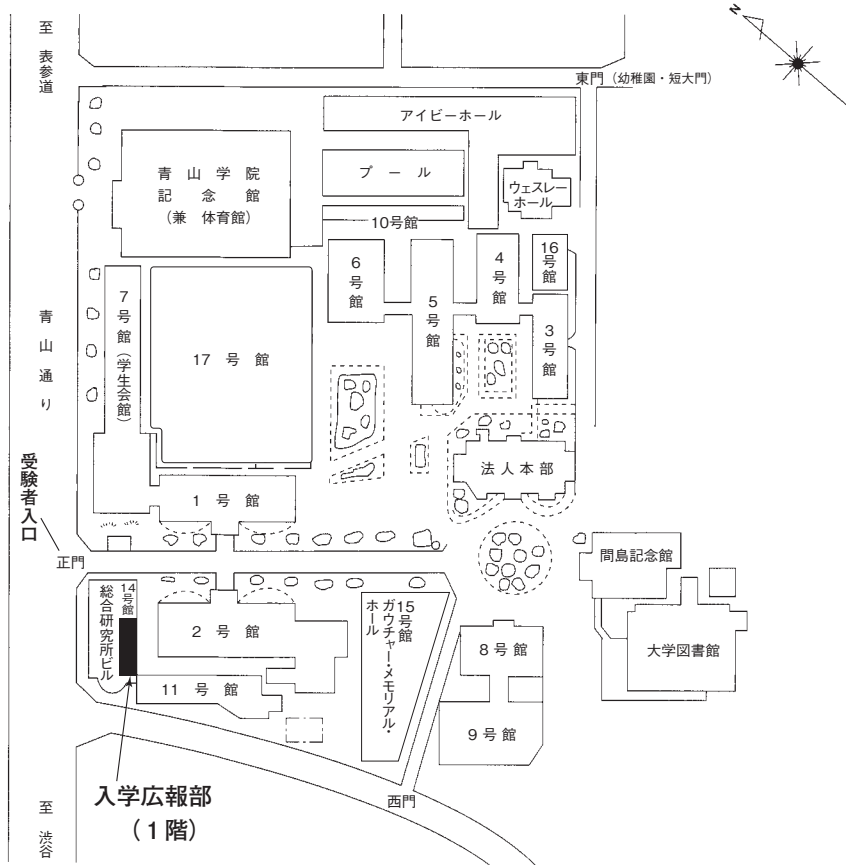 N
至 表参道
東門（幼稚園・短大門）
アイビーホール
青山学院
記念館
（兼 体育館）
プール
ウェスレー
ホール
10号館
6号館
5号館
4号館
16号館
3号館
7号館（学生会館）
17号館
青山通り
法人本部
受験者入口
1号館
正門
間島記念館
14号館
総合研究所ビル
2号館
15号館
ガウチャー・メモリアル・
ホール
8号館
大学図書館
11号館
9号館
入学広報部
（1階）
西門
至 渋谷